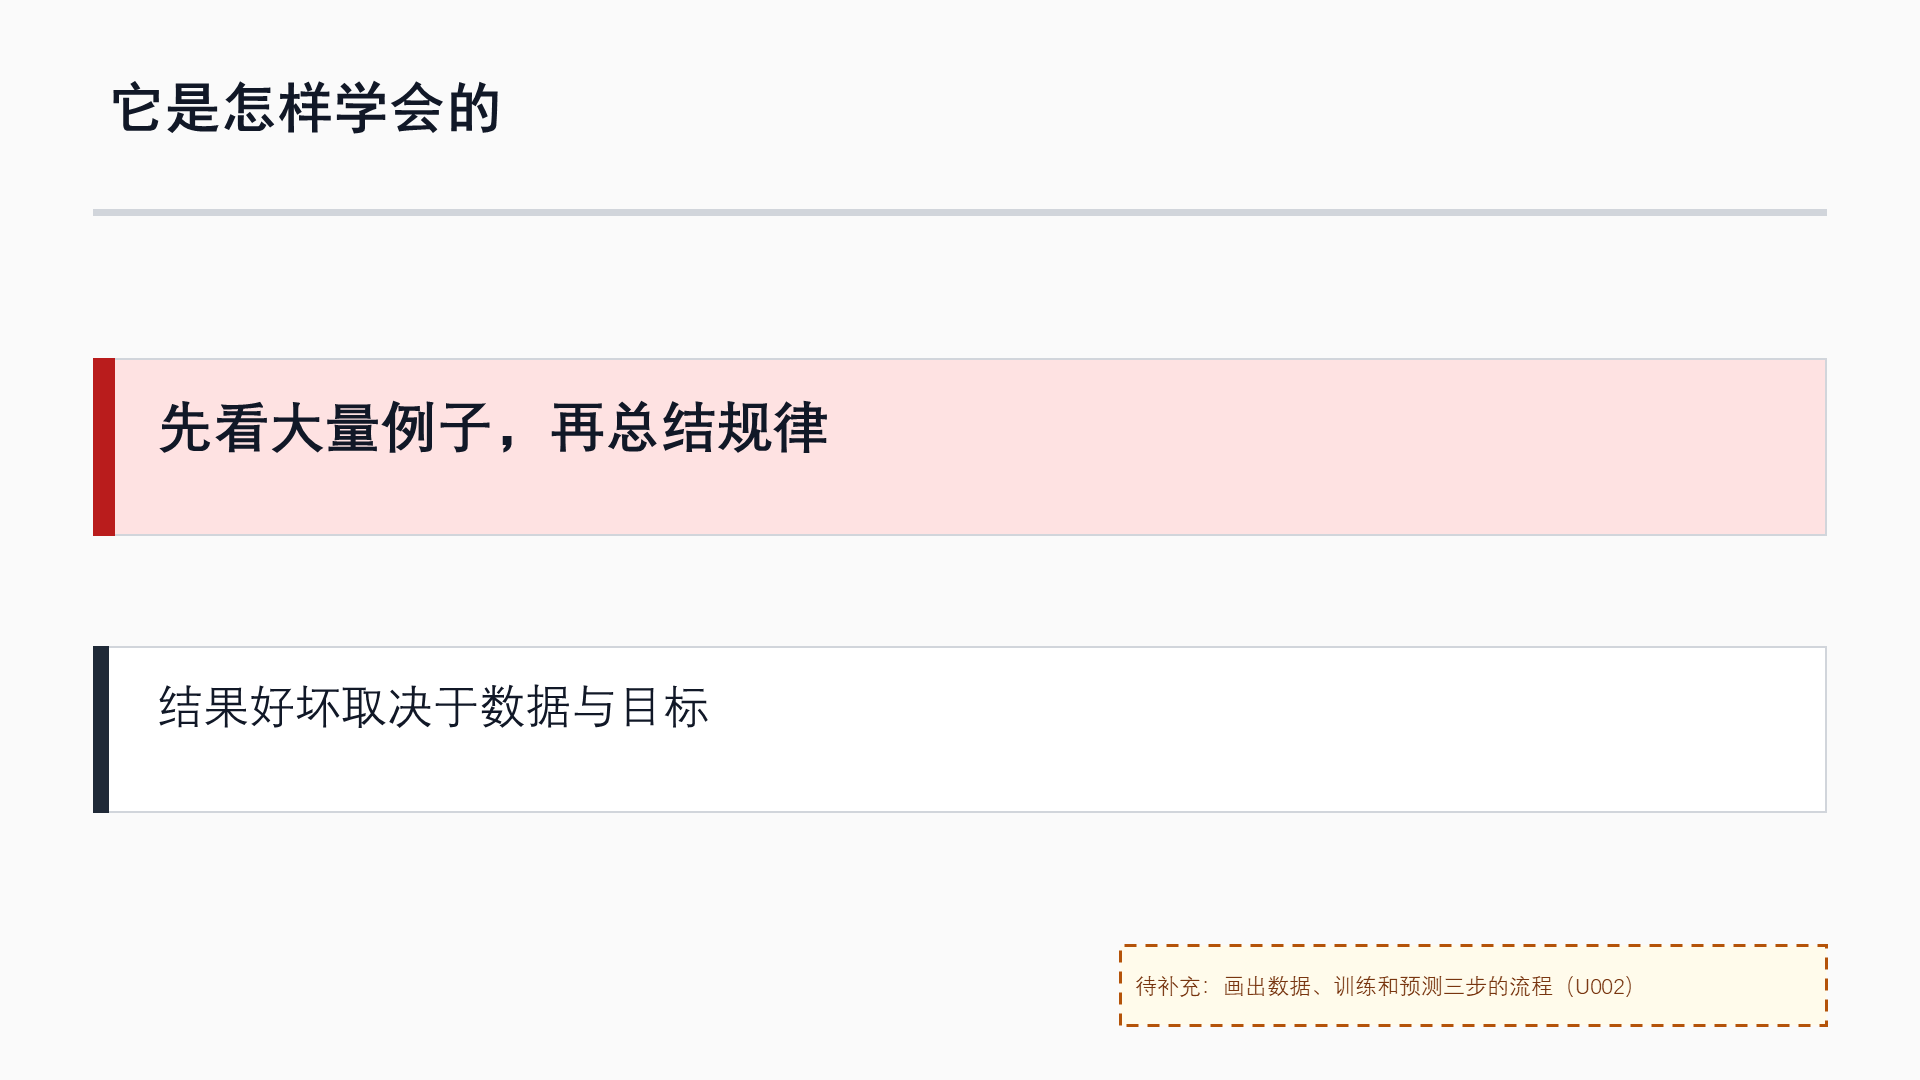 它是怎样学会的
先看大量例子，再总结规律
结果好坏取决于数据与目标
待补充：画出数据、训练和预测三步的流程（U002）